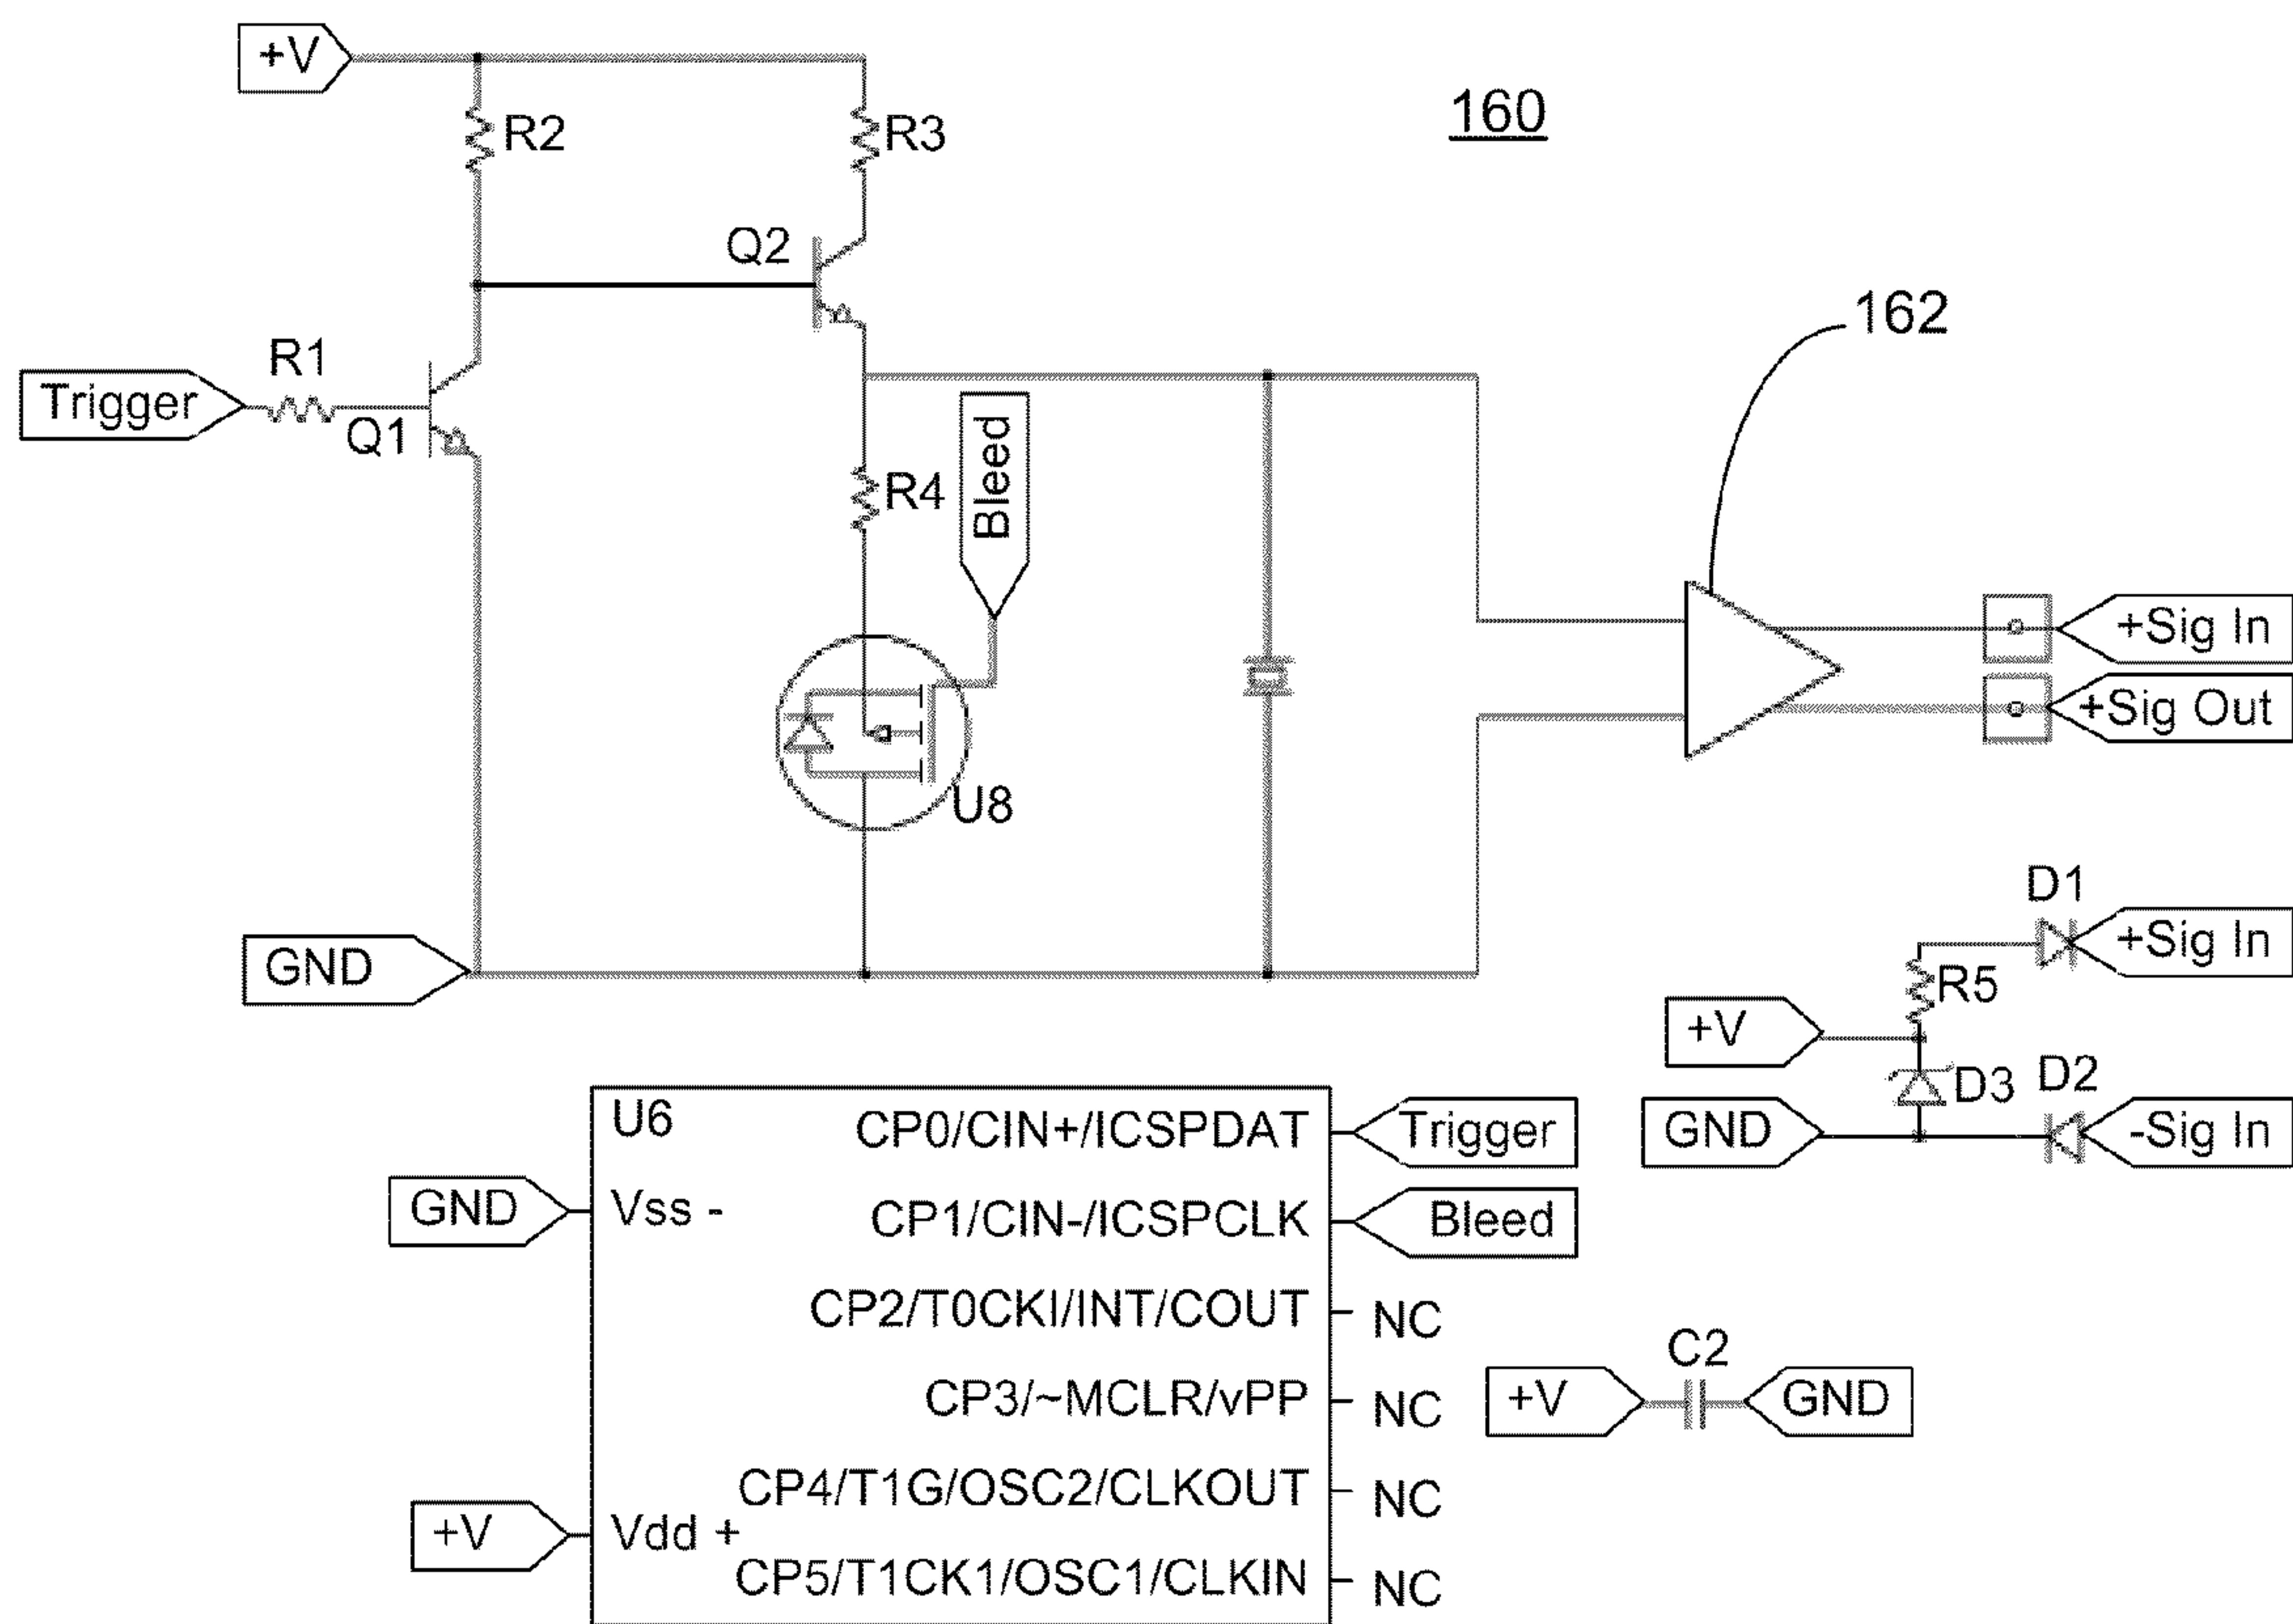 +V
R2
R3
160
Q2
162
Trigger
R1
Q1
Bleed
R4
+Sig In
+Sig Out
U8
D1
+Sig In
GND
R5
+V
D3
D2
GND
-Sig In
U6
CP0/CIN+/ICSPDAT
Trigger
GND
Vss -
CP1/CIN-/ICSPCLK
Bleed
CP2/T0CKI/INT/COUT
NC
C2
CP3/~MCLR/vPP
NC
+V
GND
CP4/T1G/OSC2/CLKOUT
NC
+V
Vdd +
CP5/T1CK1/OSC1/CLKIN
NC